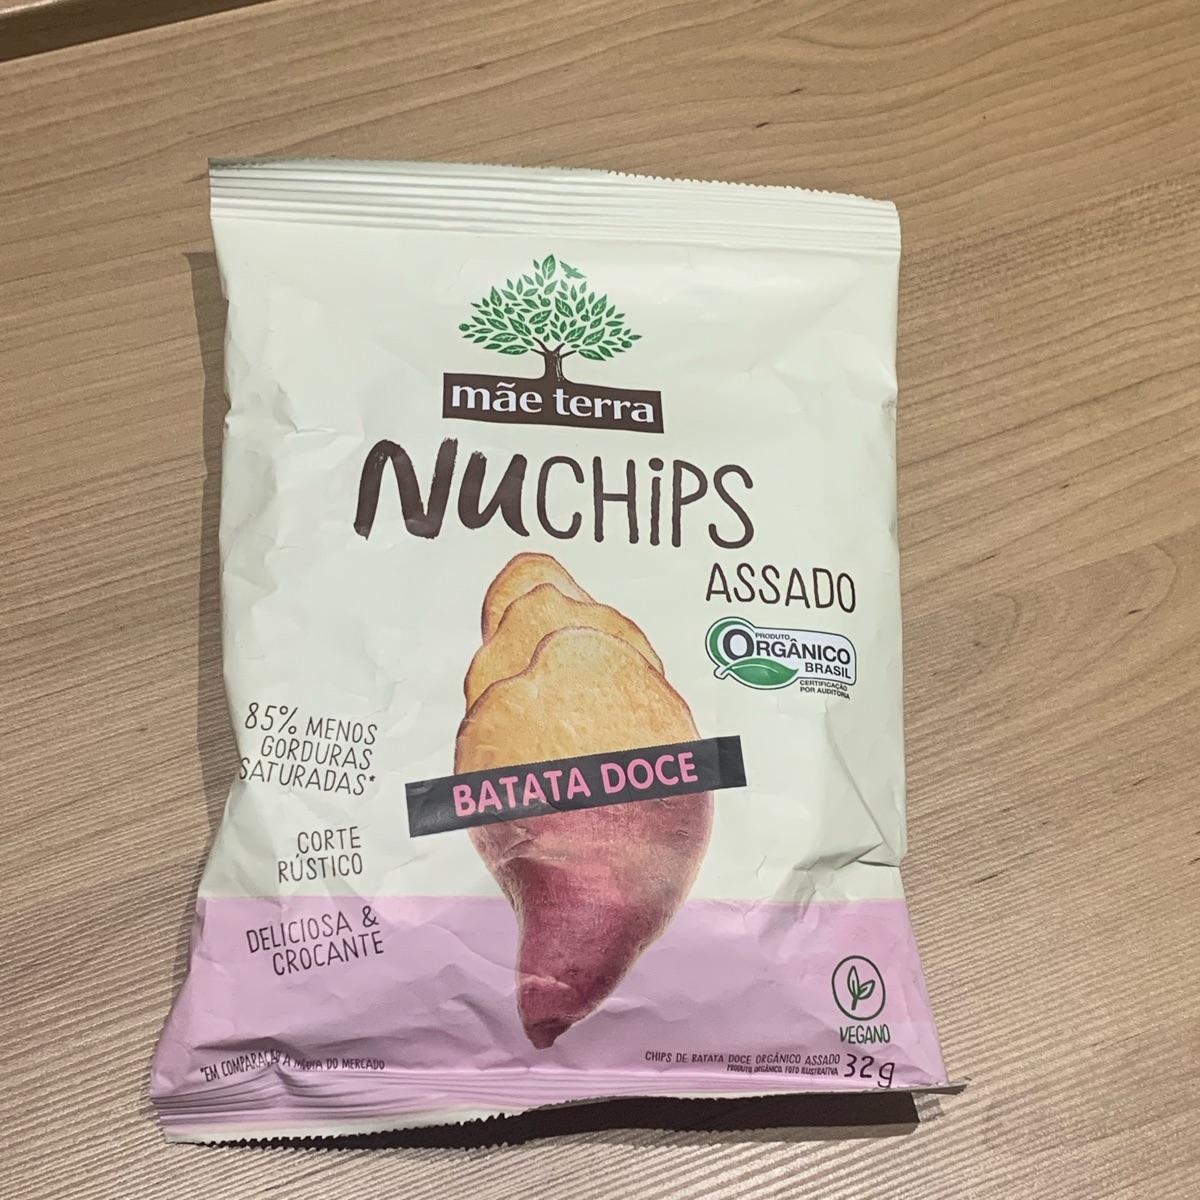 mãe terra
NuCHiPS
ASSADO
PRODUTO
ORGÂNICO
BRASIL
CERTIFICAÇÃO
POR AUDITORIA
85% MENOS
GORDURAS
SATURADAS*
BATATA DOCE
CORTE
RÚSTICO
DELICIOSA &
CROCANTE
VEGANO
*EM COMPARAÇÃO A MÉDIA DO MERCADO
CHIPS DE BATATA DOCE ORGÂNICO ASSADO
PRODUTO ORGÂNICO. FOTO ILUSTRATIVA
32g